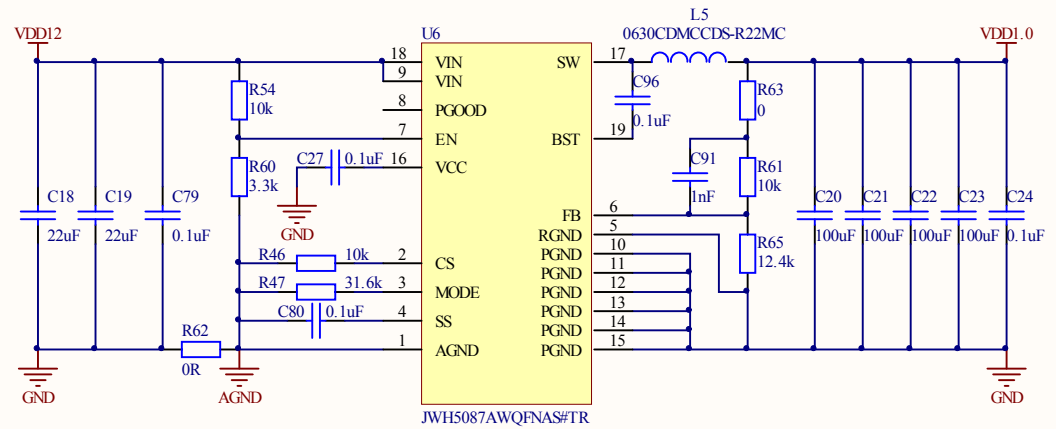 VDD12
U6
L5
0630CDMCCDS-R22MC
VDD1.0
18 VIN
9 VIN
8 PGOOD
7 EN
16 VCC
2 CS
3 MODE
4 SS
1 AGND
SW 17
BST 19
FB 6
RGND 5
PGND 10
PGND 11
PGND 12
PGND 13
PGND 14
PGND 15
R54
10k
R60
3.3k
C27 0.1uF
GND
C18
22uF
C19
22uF
C79
0.1uF
R46 10k
R47 31.6k
C80 0.1uF
R62
0R
GND
AGND
C96
0.1uF
R63
0
C91
1nF
R61
10k
R65
12.4k
C20
100uF
C21
100uF
C22
100uF
C23
100uF
C24
0.1uF
GND
JWH5087AWQFNAS#TR